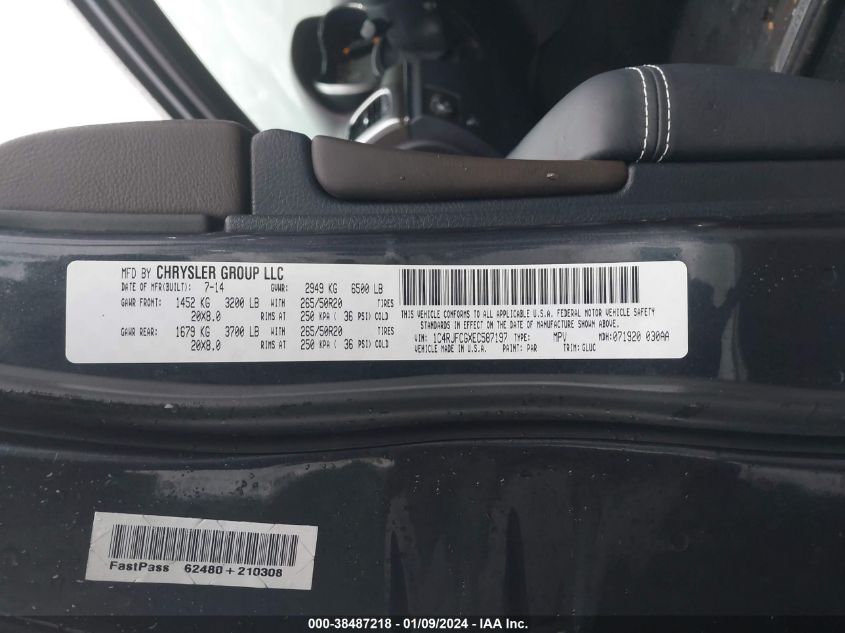 MFD BY CHRYSLER GROUP LLC
DATE OF MFR(BUILT): 7-14 GVWR: 2949 KG 6500 LB
GAWR FRONT: 1452 KG 3200 LB WITH 265/50R20 TIRES
20X8.0 RIMS AT 250 KPA ( 36 PSI) COLD
GAWR REAR: 1679 KG 3700 LB WITH 265/50R20 TIRES
20X8.0 RIMS AT 250 KPA ( 36 PSI) COLD
THIS VEHICLE CONFORMS TO ALL APPLICABLE U.S.A. FEDERAL MOTOR VEHICLE SAFETY
STANDARDS IN EFFECT ON THE DATE OF MANUFACTURE SHOWN ABOVE.
VIN: 1C4RJFCGXEC587197 TYPE: MPV MDH:071920 030AA
VEHICLE MADE IN U.S.A. PAINT: PAR TRIM: GLUC
FastPass 62480+210308
000-38487218 - 01/09/2024 - IAA Inc.